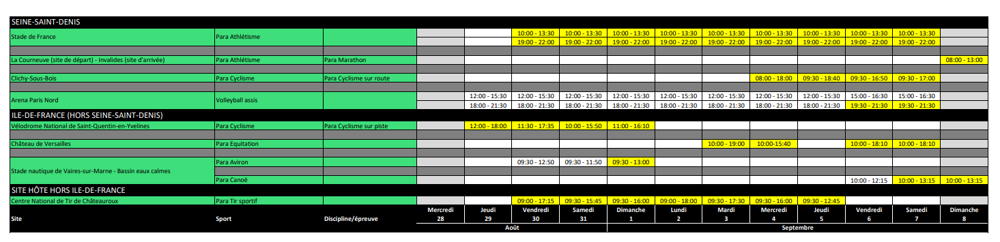 SEINE-SAINT-DENIS
Stade de France Para Athlétisme 10:00 - 13:30 10:00 - 13:30 10:00 - 13:30 10:00 - 13:30 10:00 - 13:30 10:00 - 13:30 10:00 - 13:30 10:00 - 13:30 10:00 - 13:30
19:00 - 22:00 19:00 - 22:00 19:00 - 22:00 19:00 - 22:00 19:00 - 22:00 19:00 - 22:00 19:00 - 22:00 19:00 - 22:00 19:00 - 22:00
La Courneuve (site de départ) - Invalides (site d'arrivée) Para Athlétisme Para Marathon 08:00 - 13:00
Clichy-Sous-Bois Para Cyclisme Para Cyclisme sur route 08:00 - 18:00 09:30 - 18:40 09:30 - 16:50 09:30 - 17:00
Arena Paris Nord Volleyball assis 12:00 - 15:30 12:00 - 15:30 12:00 - 15:30 12:00 - 15:30 12:00 - 15:30 12:00 - 15:30 12:00 - 15:30 12:00 - 15:30 15:00 - 16:30 15:00 - 16:30
18:00 - 21:30 18:00 - 21:30 18:00 - 21:30 18:00 - 21:30 18:00 - 21:30 18:00 - 21:30 18:00 - 21:30 18:00 - 21:30 19:30 - 21:30 19:30 - 21:30
ILE-DE-FRANCE (HORS SEINE-SAINT-DENIS)
Vélodrome National de Saint-Quentin-en-Yvelines Para Cyclisme Para Cyclisme sur piste 12:00 - 18:00 11:30 - 17:35 10:00 - 15:50 11:00 - 16:10
Château de Versailles Para Equitation 10:00 - 19:00 10:00-15:40 10:00 - 18:10 10:00 - 18:10
Para Aviron 09:30 - 12:50 09:30 - 11:50 09:30 - 13:00
Stade nautique de Vaires-sur-Marne - Bassin eaux calmes
Para Canoë 10:00 - 12:15 10:00 - 13:15 10:00 - 13:15
SITE HÔTE HORS ILE-DE-FRANCE
Centre National de Tir de Châteauroux Para Tir sportif 09:00 - 17:15 09:30 - 15:45 09:30 - 16:00 09:00 - 18:00 09:30 - 17:30 09:30 - 16:00 09:30 - 12:45
Mercredi Jeudi Vendredi Samedi Dimanche Lundi Mardi Mercredi Jeudi Vendredi Samedi Dimanche
Site Sport Discipline/épreuve 28 29 30 31 1 2 3 4 5 6 7 8
Août Septembre